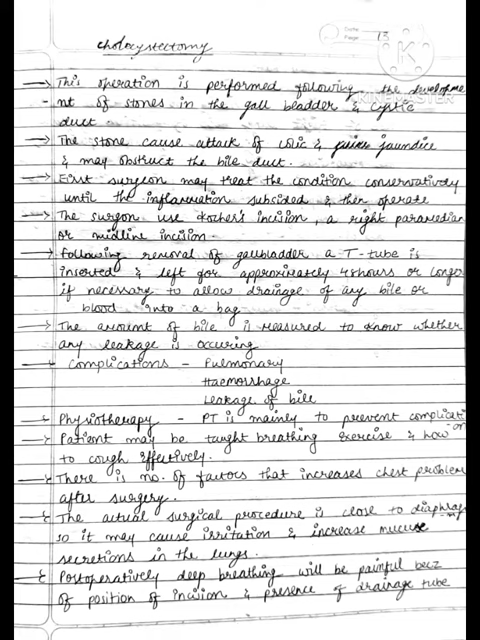 Date
Page 13
K
KINEMASTER
Cholocystectomy
→ This operation is performed following the developme
-nt of stones in the gall bladder & cystic
duct
→ The stone cause attack of colic & jaundice
& may obstruct the bile duct.
→ First surgeon may treat the condition conservatively
until the inflammation subsided & then operate
→ The surgon use Kocher's incision, a right paramedian
or midline incision.
→ Following removal of gallbladder a T-tube is
inserted & left for approximately 48hours or longer
if necessary to allow drainage of any bile or
blood into a bag
→ The amount of bile is measured to know whether
any leakage is occuring
→ Complications - Pulmonary
Haemorrhage
Leakage of bile
→ Physiotherapy - PT is mainly to prevent complicati
on
→ Patient may be taught breathing exercise & how
to cough effectively.
→ There is no. of factors that increases chest problem
after surgery.
→ The actual surgical procedure is close to diaphragm
so it may cause irritation & increase mucus
secretions in the lungs.
→ Postoperatively deep breathing will be painful becz
of position of incision & presence of drainage tube